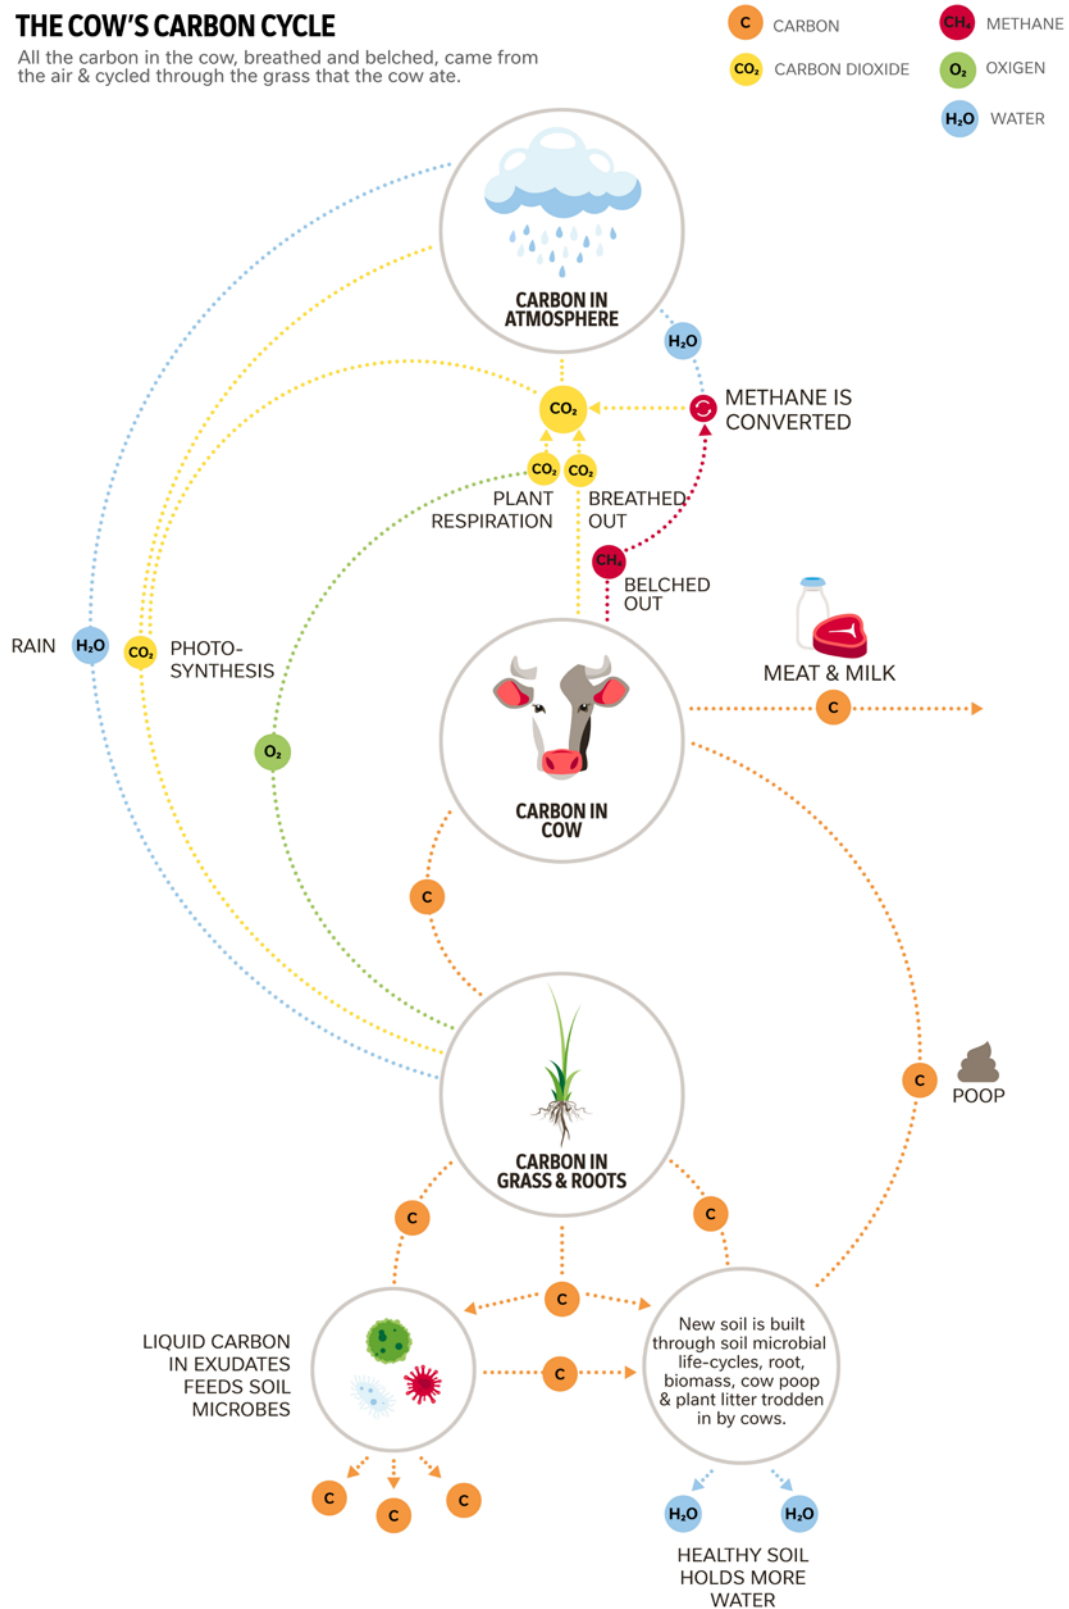 THE COW'S CARBON CYCLE
All the carbon in the cow, breathed and belched, came from
the air & cycled through the grass that the cow ate.
C CARBON
CH₄ METHANE
CO₂ CARBON DIOXIDE
O₂ OXIGEN
H₂O WATER
CARBON IN
ATMOSPHERE
H₂O
METHANE IS
CONVERTED
CO₂
CO₂ CO₂
PLANT
RESPIRATION
BREATHED
OUT
CH₄
BELCHED
OUT
RAIN
H₂O
CO₂
PHOTO-
SYNTHESIS
MEAT & MILK
C
O₂
CARBON IN
COW
C
C
POOP
CARBON IN
GRASS & ROOTS
C
C
C
LIQUID CARBON
IN EXUDATES
FEEDS SOIL
MICROBES
C
New soil is built
through soil microbial
life-cycles, root,
biomass, cow poop
& plant litter trodden
in by cows.
C
C
C
H₂O
H₂O
HEALTHY SOIL
HOLDS MORE
WATER